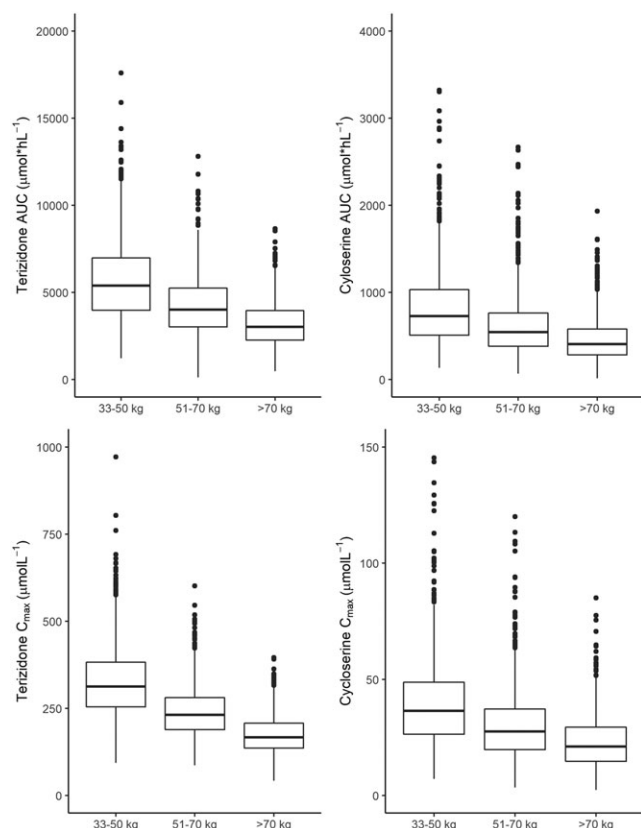 Terizidone AUC (μmol*hL⁻¹)
20000
15000
10000
5000
0
33-50 kg 51-70 kg >70 kg
Cyloserine AUC (μmol*hL⁻¹)
4000
3000
2000
1000
0
33-50 kg 51-70 kg >70 kg
Terizidone Cmax (μmolL⁻¹)
1000
750
500
250
0
33-50 kg 51-70 kg >70 kg
Cycloserine Cmax (μmolL⁻¹)
150
100
50
0
33-50 kg 51-70 kg >70 kg